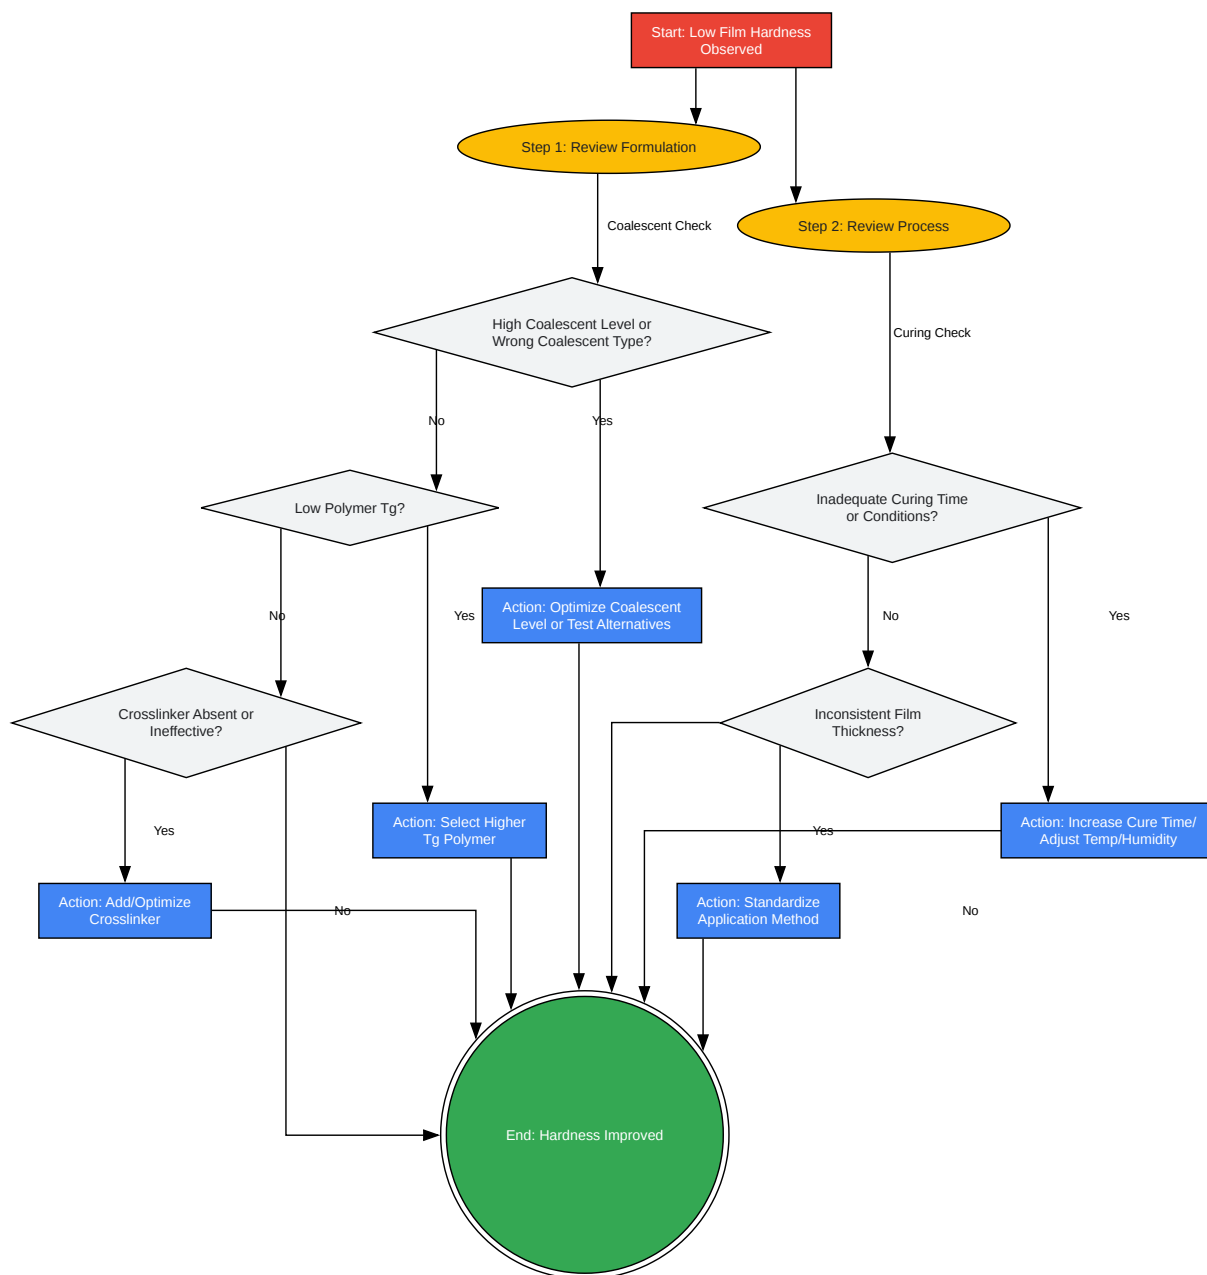 Start: Low Film Hardness
Observed
Step 1: Review Formulation
Coalescent Check
Step 2: Review Process
High Coalescent Level or
Wrong Coalescent Type?
Curing Check
No
Yes
Low Polymer Tg?
Inadequate Curing Time
or Conditions?
No
Yes
Action: Optimize Coalescent
Level or Test Alternatives
No
Yes
Crosslinker Absent or
Ineffective?
Inconsistent Film
Thickness?
Yes
Action: Select Higher
Tg Polymer
Yes
Action: Increase Cure Time/
Adjust Temp/Humidity
Action: Add/Optimize
Crosslinker
No
Action: Standardize
Application Method
No
End: Hardness Improved